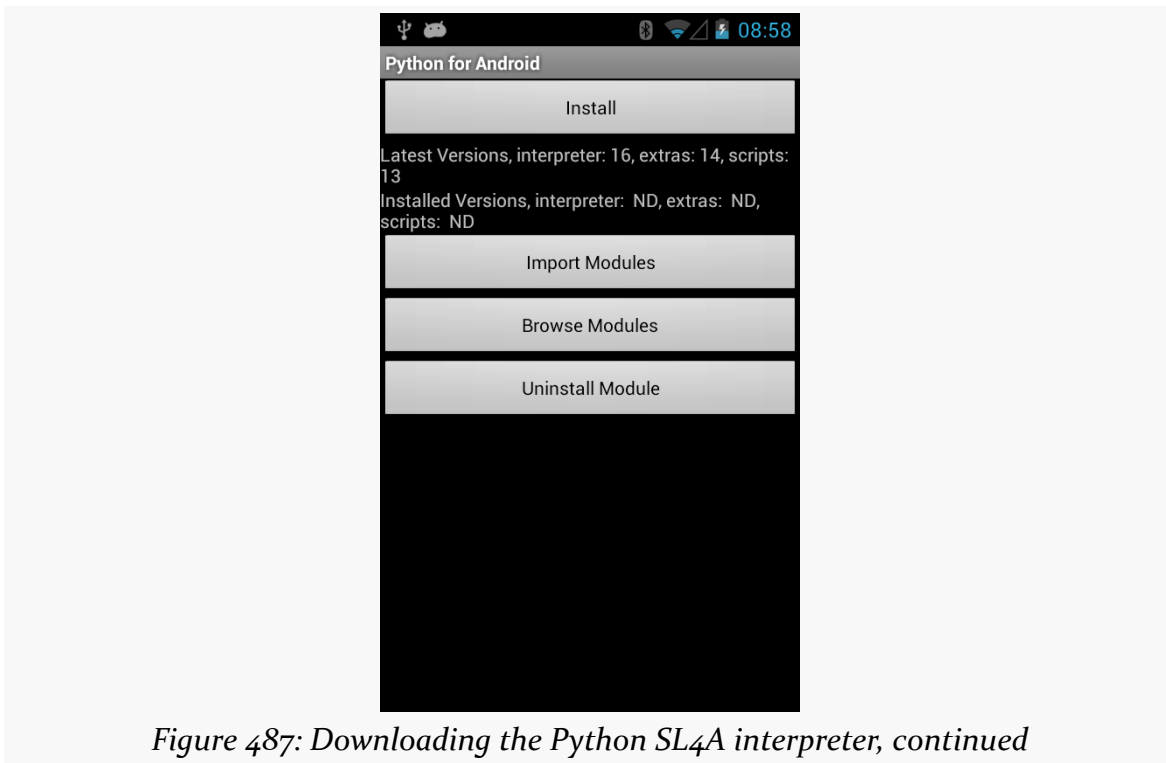 08:58
Python for Android
Install
Latest Versions, interpreter: 16, extras: 14, scripts:
13
Installed Versions, interpreter:  ND, extras:  ND,
scripts:  ND
Import Modules
Browse Modules
Uninstall Module
Figure 487: Downloading the Python SL4A interpreter, continued